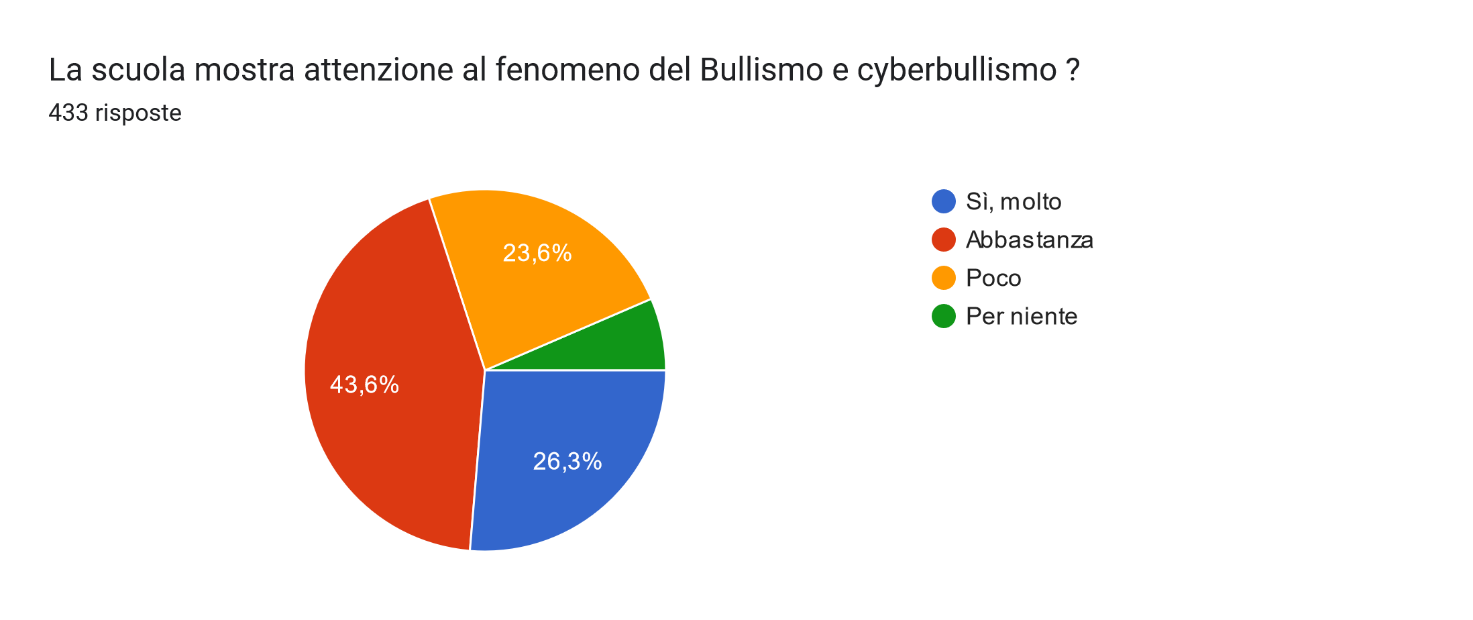 La scuola mostra attenzione al fenomeno del Bullismo e cyberbullismo ?
433 risposte
23,6%
43,6%
26,3%
Sì, molto
Abbastanza
Poco
Per niente